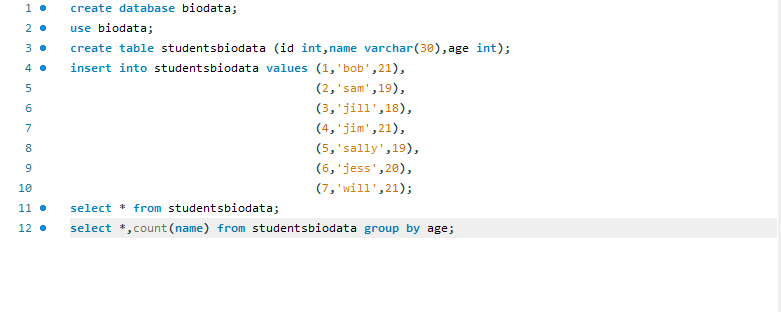 1 create database biodata;
2 use biodata;
3 create table studentsbiodata (id int,name varchar(30),age int);
4 insert into studentsbiodata values (1,'bob',21),
5 (2,'sam',19),
6 (3,'jill',18),
7 (4,'jim',21),
8 (5,'sally',19),
9 (6,'jess',20),
10 (7,'will',21);
11 select * from studentsbiodata;
12 select *,count(name) from studentsbiodata group by age;